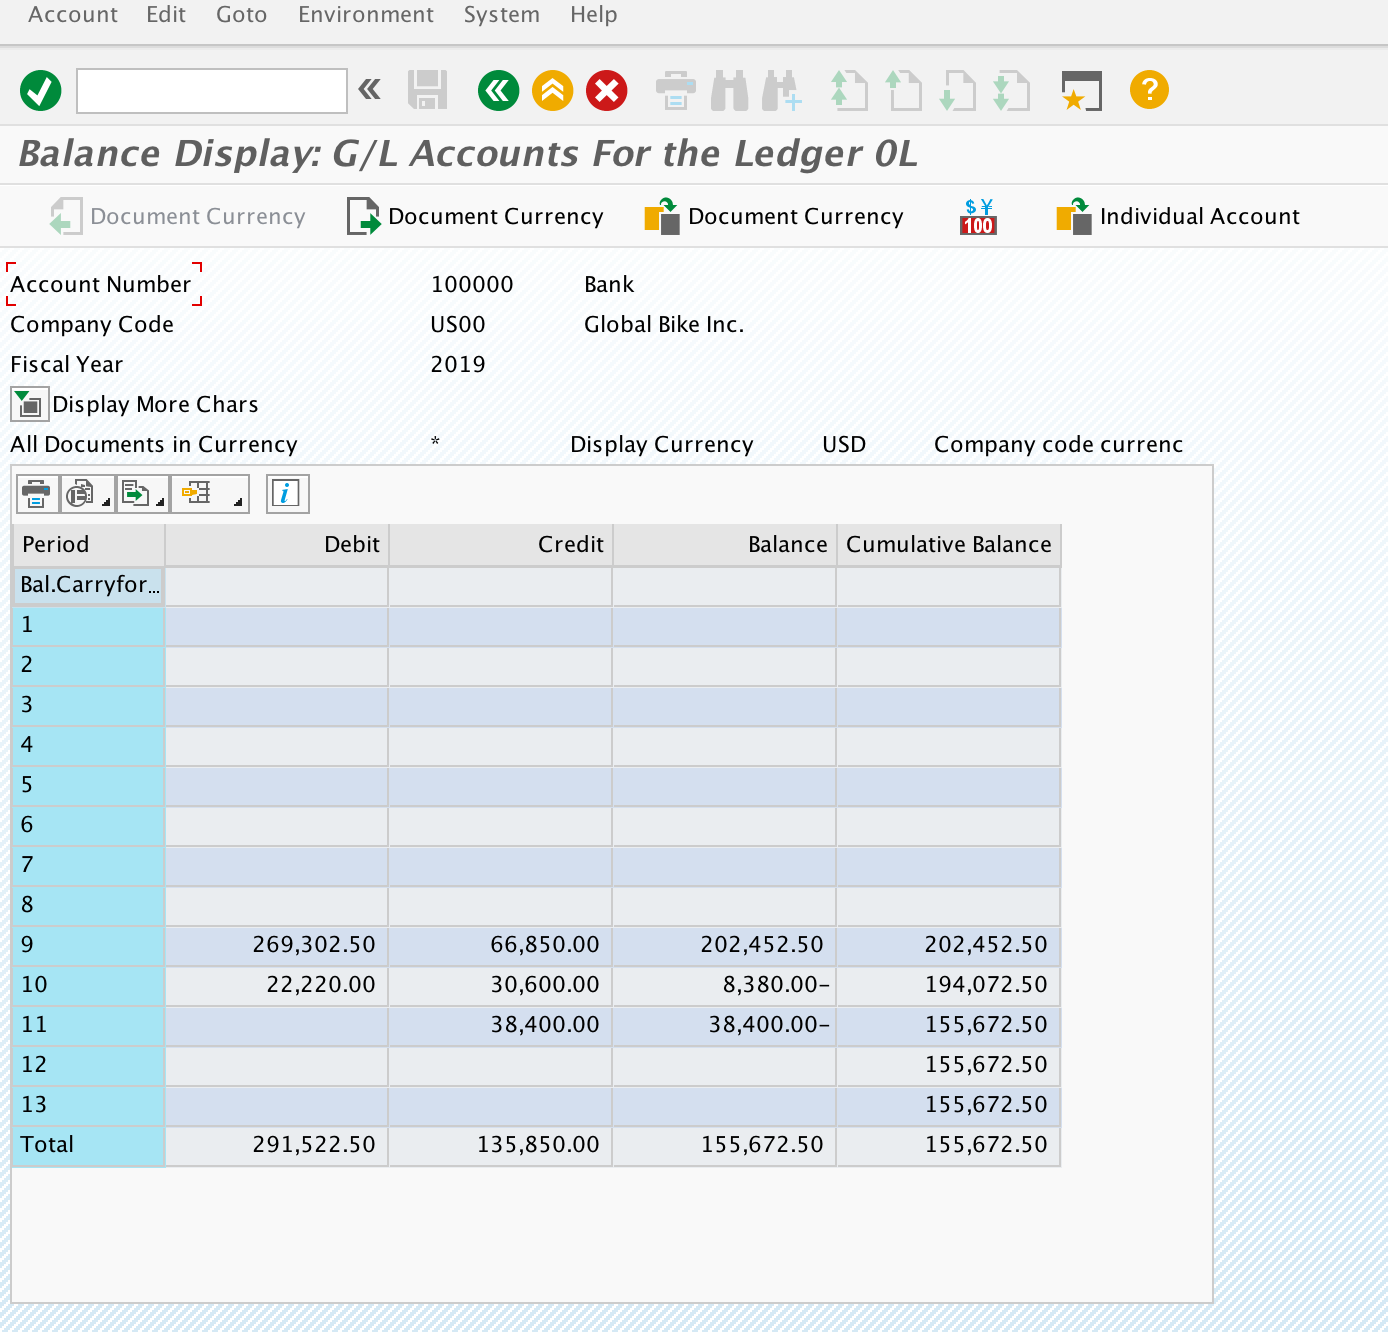 Account Edit Goto Environment System Help
Balance Display: G/L Accounts For the Ledger 0L
Document Currency Document Currency Document Currency $ ¥ 100 Individual Account
Account Number 100000 Bank
Company Code US00 Global Bike Inc.
Fiscal Year 2019
Display More Chars
All Documents in Currency * Display Currency USD Company code currenc
Period Debit Credit Balance Cumulative Balance
Bal.Carryfor...
1
2
3
4
5
6
7
8
9 269,302.50 66,850.00 202,452.50 202,452.50
10 22,220.00 30,600.00 8,380.00- 194,072.50
11 38,400.00 38,400.00- 155,672.50
12 155,672.50
13 155,672.50
Total 291,522.50 135,850.00 155,672.50 155,672.50